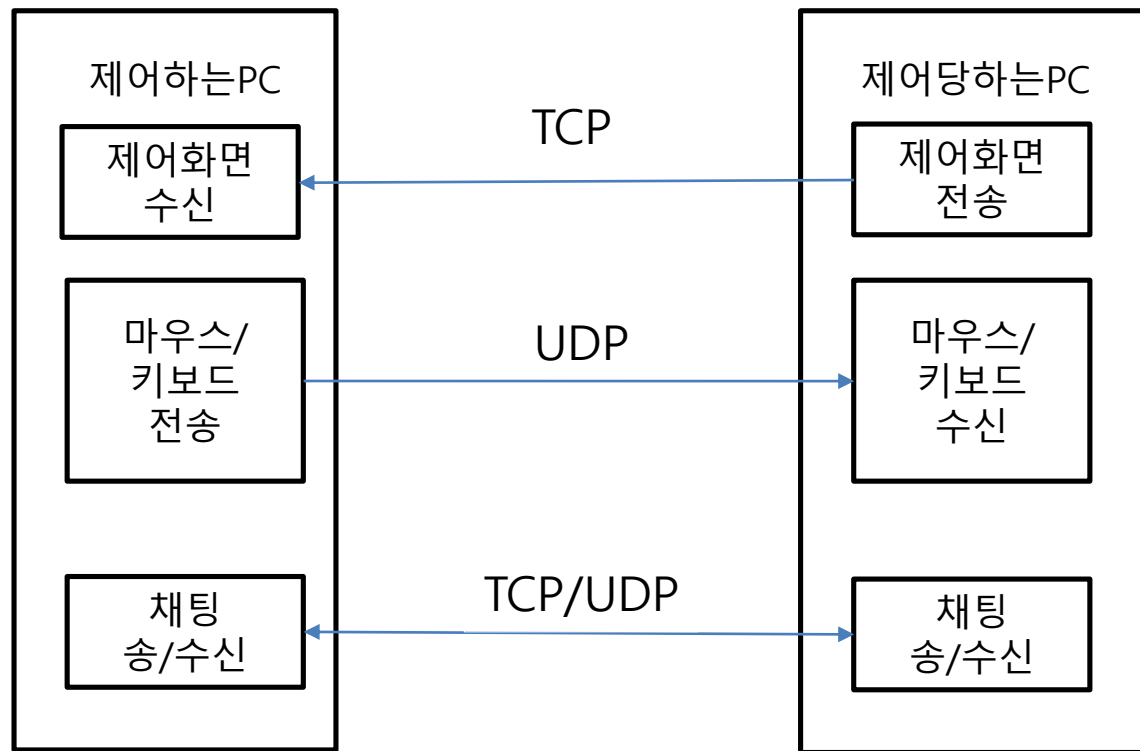 제어하는PC
제어화면
수신
마우스/
키보드
전송
채팅
송/수신
TCP
UDP
TCP/UDP
제어당하는PC
제어화면
전송
마우스/
키보드
수신
채팅
송/수신